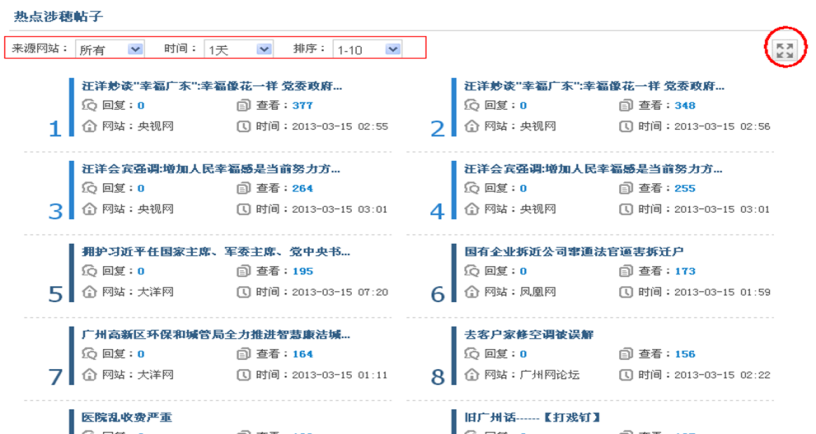 热点涉穗帖子
来源网站： 所有 时间： 1天 排序： 1-10
1 汪洋妙谈"幸福广东":幸福像花一样 党委政府...
回复：0 查看：377
网站：央视网 时间：2013-03-15 02:55
2 汪洋妙谈"幸福广东":幸福像花一样 党委政府...
回复：0 查看：348
网站：央视网 时间：2013-03-15 02:56
3 汪洋会宾强调:增加人民幸福感是当前努力方...
回复：0 查看：264
网站：央视网 时间：2013-03-15 03:01
4 汪洋会宾强调:增加人民幸福感是当前努力方...
回复：0 查看：255
网站：央视网 时间：2013-03-15 03:01
5 拥护习近平任国家主席、军委主席、党中央书...
回复：0 查看：195
网站：大洋网 时间：2013-03-15 07:20
6 国有企业拆近公司窜通法官逼害拆迁户
回复：0 查看：173
网站：凤凰网 时间：2013-03-15 01:59
7 广州高新区环保和城管局全力推进智慧廉洁城...
回复：0 查看：164
网站：大洋网 时间：2013-03-15 01:11
8 去客户家修空调被误解
回复：0 查看：156
网站：广州网论坛 时间：2013-03-15 02:22
医院乱收费严重
旧广州话------【打戏钉】